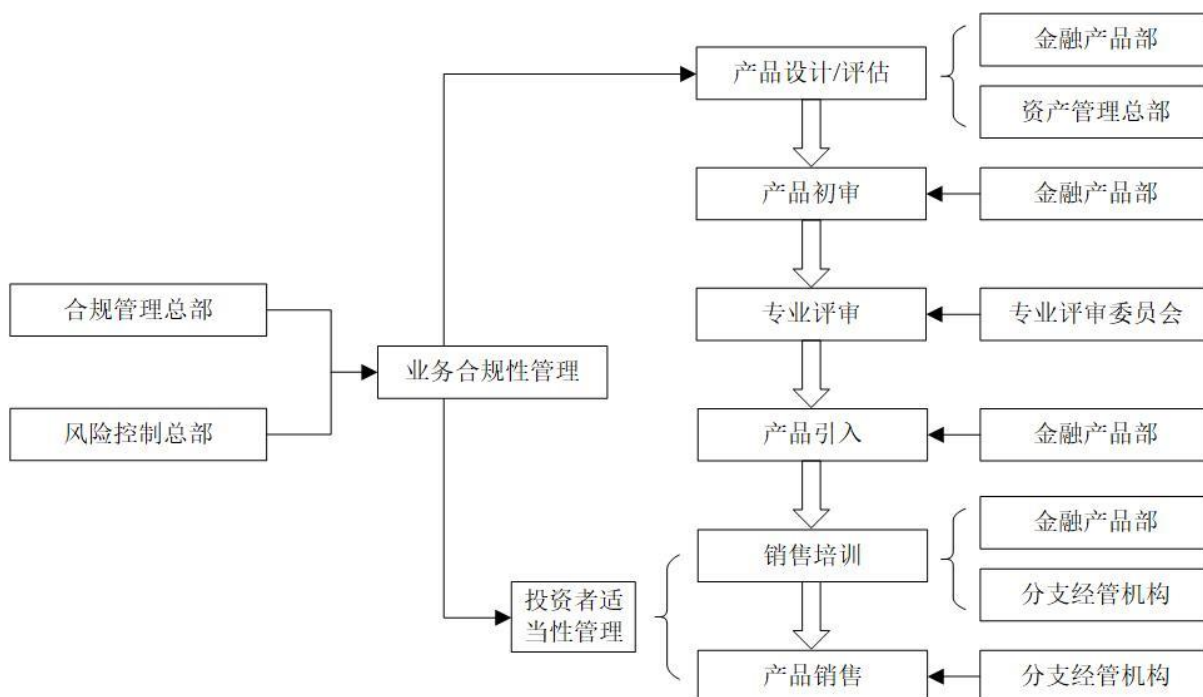 金融产品部
产品设计/评估
资产管理总部
产品初审
金融产品部
合规管理总部
专业评审
专业评审委员会
业务合规性管理
风险控制总部
产品引入
金融产品部
金融产品部
销售培训
投资者适
当性管理
分支经管机构
产品销售
分支经管机构